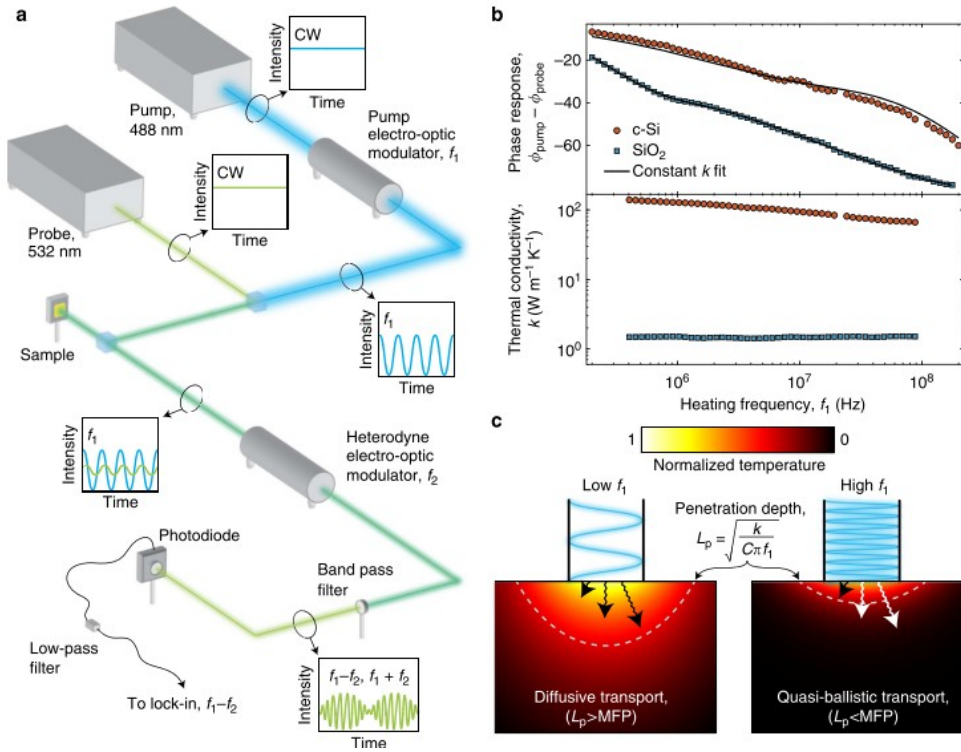 a
Intensity
CW
Time
Pump,
488 nm
Pump
electro-optic
modulator, f₁
Intensity
CW
Time
Probe,
532 nm
Intensity
f₁
Time
Sample
Intensity
f₁
Time
Heterodyne
electro-optic
modulator, f₂
Photodiode
Band pass
filter
Low-pass
filter
To lock-in, f₁–f₂
Intensity
f₁–f₂, f₁ + f₂
Time
b
Phase response,
ϕpump – ϕprobe
–20
–40
–60
c-Si
SiO₂
Constant k fit
Thermal conductivity
k (W m⁻¹ K⁻¹)
10²
10¹
10⁰
10⁶
10⁷
10⁸
Heating frequency, f₁ (Hz)
c
1
0
Normalized temperature
Low f₁
High f₁
Penetration depth,
Lₚ = √(k / Cπf₁)
Diffusive transport,
(Lₚ>MFP)
Quasi-ballistic transport,
(Lₚ<MFP)